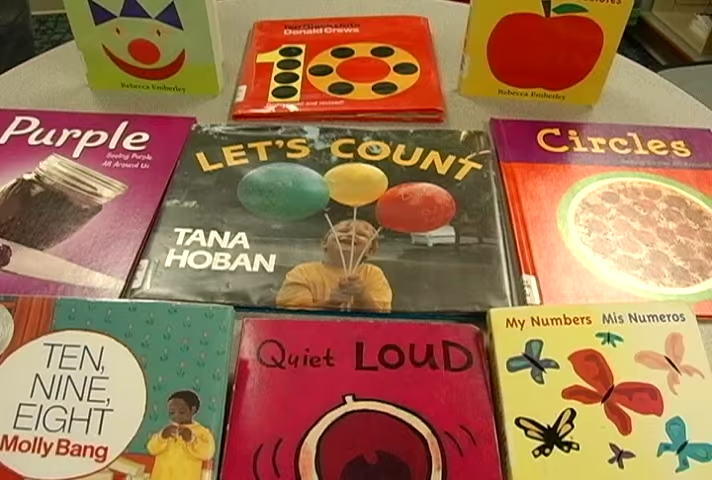 Rebecca Emberley
Donald Crews
10
Rebecca Emberley
Purple
Seeing Purple
All Around Us
LET'S COUNT
TANA
HOBAN
Circles
TEN,
NINE,
EIGHT
Molly Bang
Quiet LOUD
My Numbers Mis Numeros